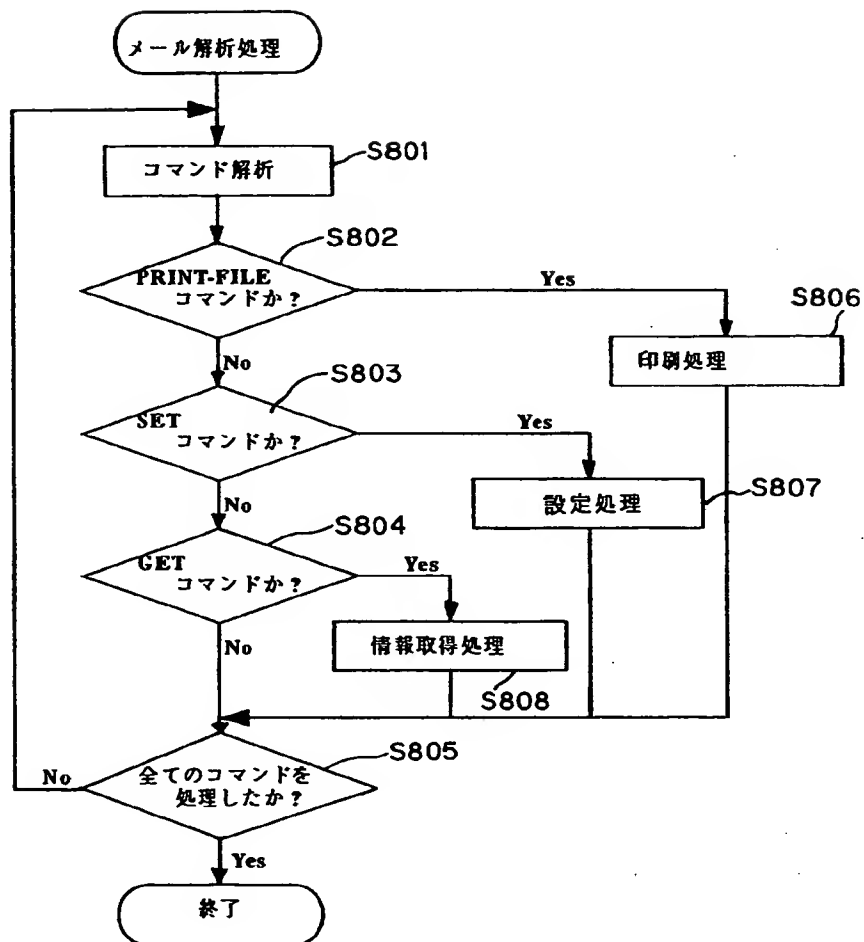 メール解析処理
コマンド解析
S801
S802
PRINT-FILE
コマンドか?
Yes
S806
印刷処理
No
S803
SET
コマンドか?
Yes
S807
設定処理
No
S804
GET
コマンドか?
Yes
情報取得処理
No
S808
S805
No
全てのコマンドを
処理したか?
Yes
終了